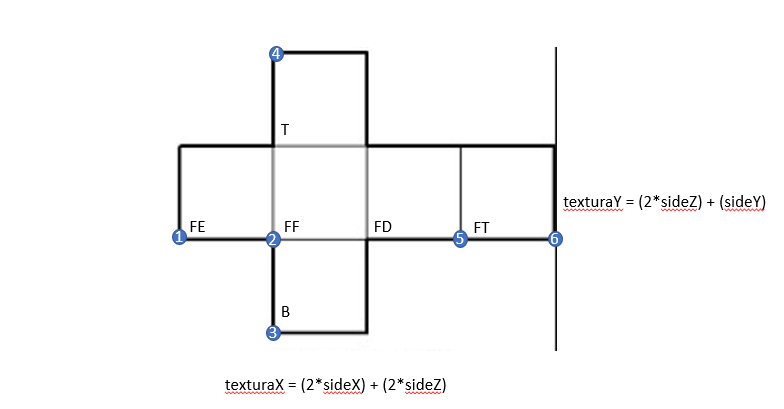 4
T
texturaY = (2*sideZ) + (sideY)
FE
FF
FD
FT
1
2
5
6
B
3
texturaX = (2*sideX) + (2*sideZ)